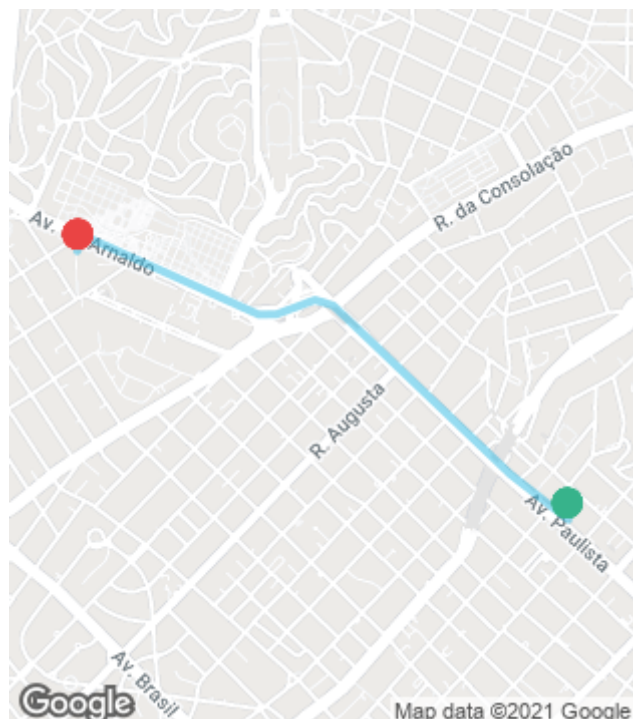 R. da Consolação
Av.
Arnaldo
R. Augusta
Av. Paulista
Av. Brasil
Google
Map data ©2021 Google